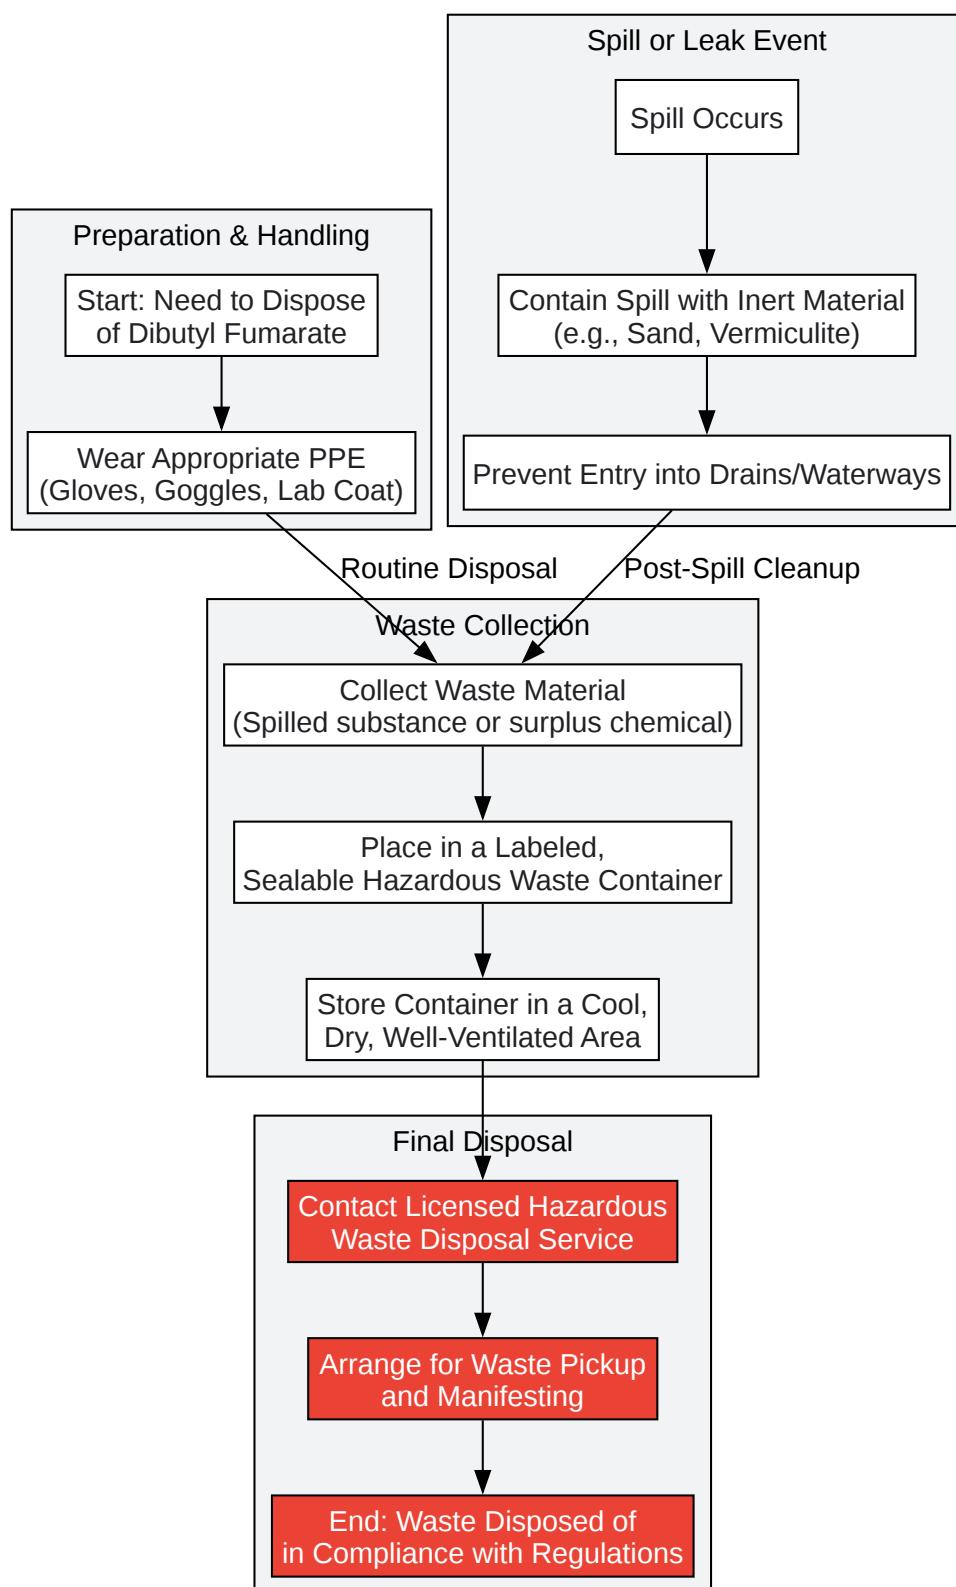 Spill or Leak Event
Spill Occurs
Contain Spill with Inert Material
(e.g., Sand, Vermiculite)
Prevent Entry into Drains/Waterways
Preparation & Handling
Start: Need to Dispose
of Dibutyl Fumarate
Wear Appropriate PPE
(Gloves, Goggles, Lab Coat)
Routine Disposal
Post-Spill Cleanup
Waste Collection
Collect Waste Material
(Spilled substance or surplus chemical)
Place in a Labeled,
Sealable Hazardous Waste Container
Store Container in a Cool,
Dry, Well-Ventilated Area
Final Disposal
Contact Licensed Hazardous
Waste Disposal Service
Arrange for Waste Pickup
and Manifesting
End: Waste Disposed of
in Compliance with Regulations